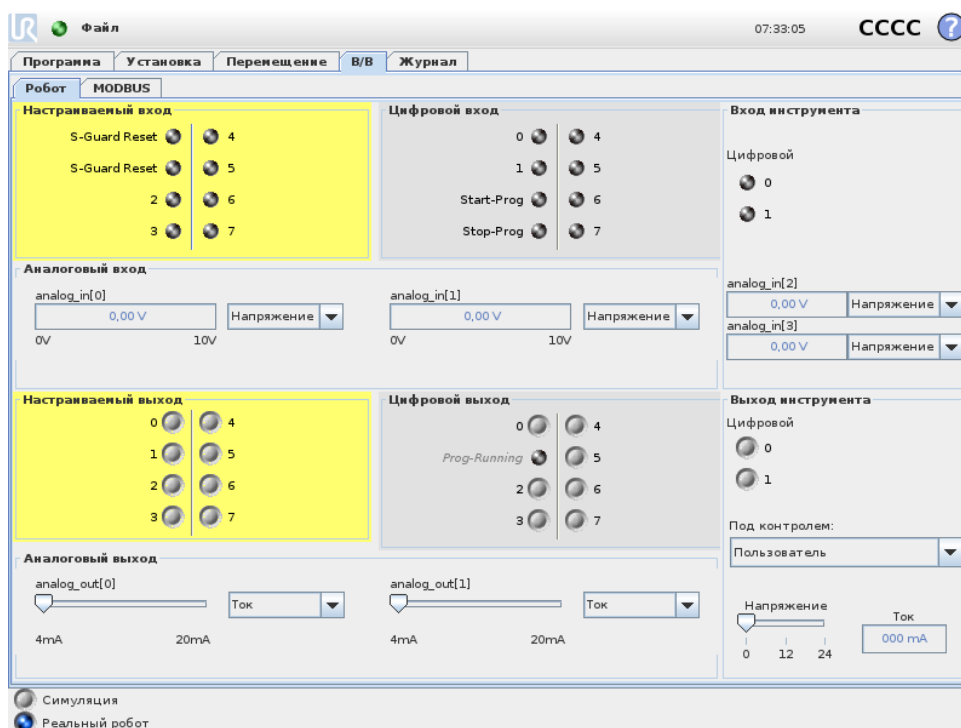 UR Файл 07:33:05 CCCC ?
Программа Установка Перемещение В/В Журнал
Робот MODBUS
Настраиваемый вход
S-Guard Reset 4
S-Guard Reset 5
2 6
3 7
Цифровой вход
0 4
1 5
Start-Prog 6
Stop-Prog 7
Вход инструмента
Цифровой
0
1
Аналоговый вход
analog_in[0]
0,00 V Напряжение
0V 10V
analog_in[1]
0,00 V Напряжение
0V 10V
analog_in[2]
0,00 V Напряжение
analog_in[3]
0,00 V Напряжение
Настраиваемый выход
0 4
1 5
2 6
3 7
Цифровой выход
0 4
Prog-Running 5
2 6
3 7
Выход инструмента
Цифровой
0
1
Под контролем:
Пользователь
Аналоговый выход
analog_out[0]
Ток
4mA 20mA
analog_out[1]
Ток
4mA 20mA
Напряжение
0 12 24
Ток
000 mA
Симуляция
Реальный робот